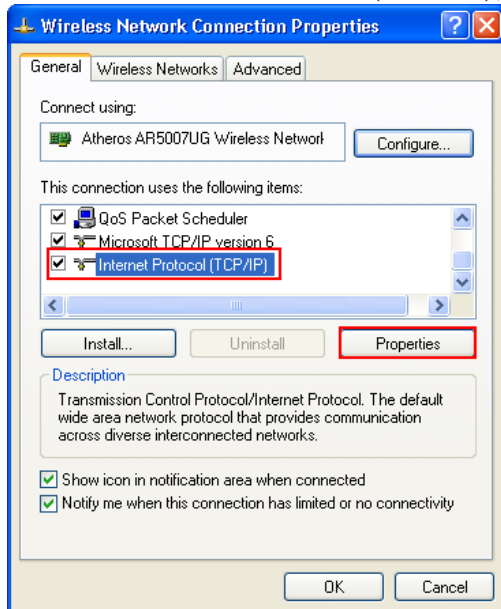 Wireless Network Connection Properties
General Wireless Networks Advanced
Connect using:
Atheros AR5007UG Wireless Network
Configure...
This connection uses the following items:
QoS Packet Scheduler
Microsoft TCP/IP version 6
Internet Protocol (TCP/IP)
Install... Uninstall Properties
Description
Transmission Control Protocol/Internet Protocol. The default
wide area network protocol that provides communication
across diverse interconnected networks.
Show icon in notification area when connected
Notify me when this connection has limited or no connectivity
OK Cancel